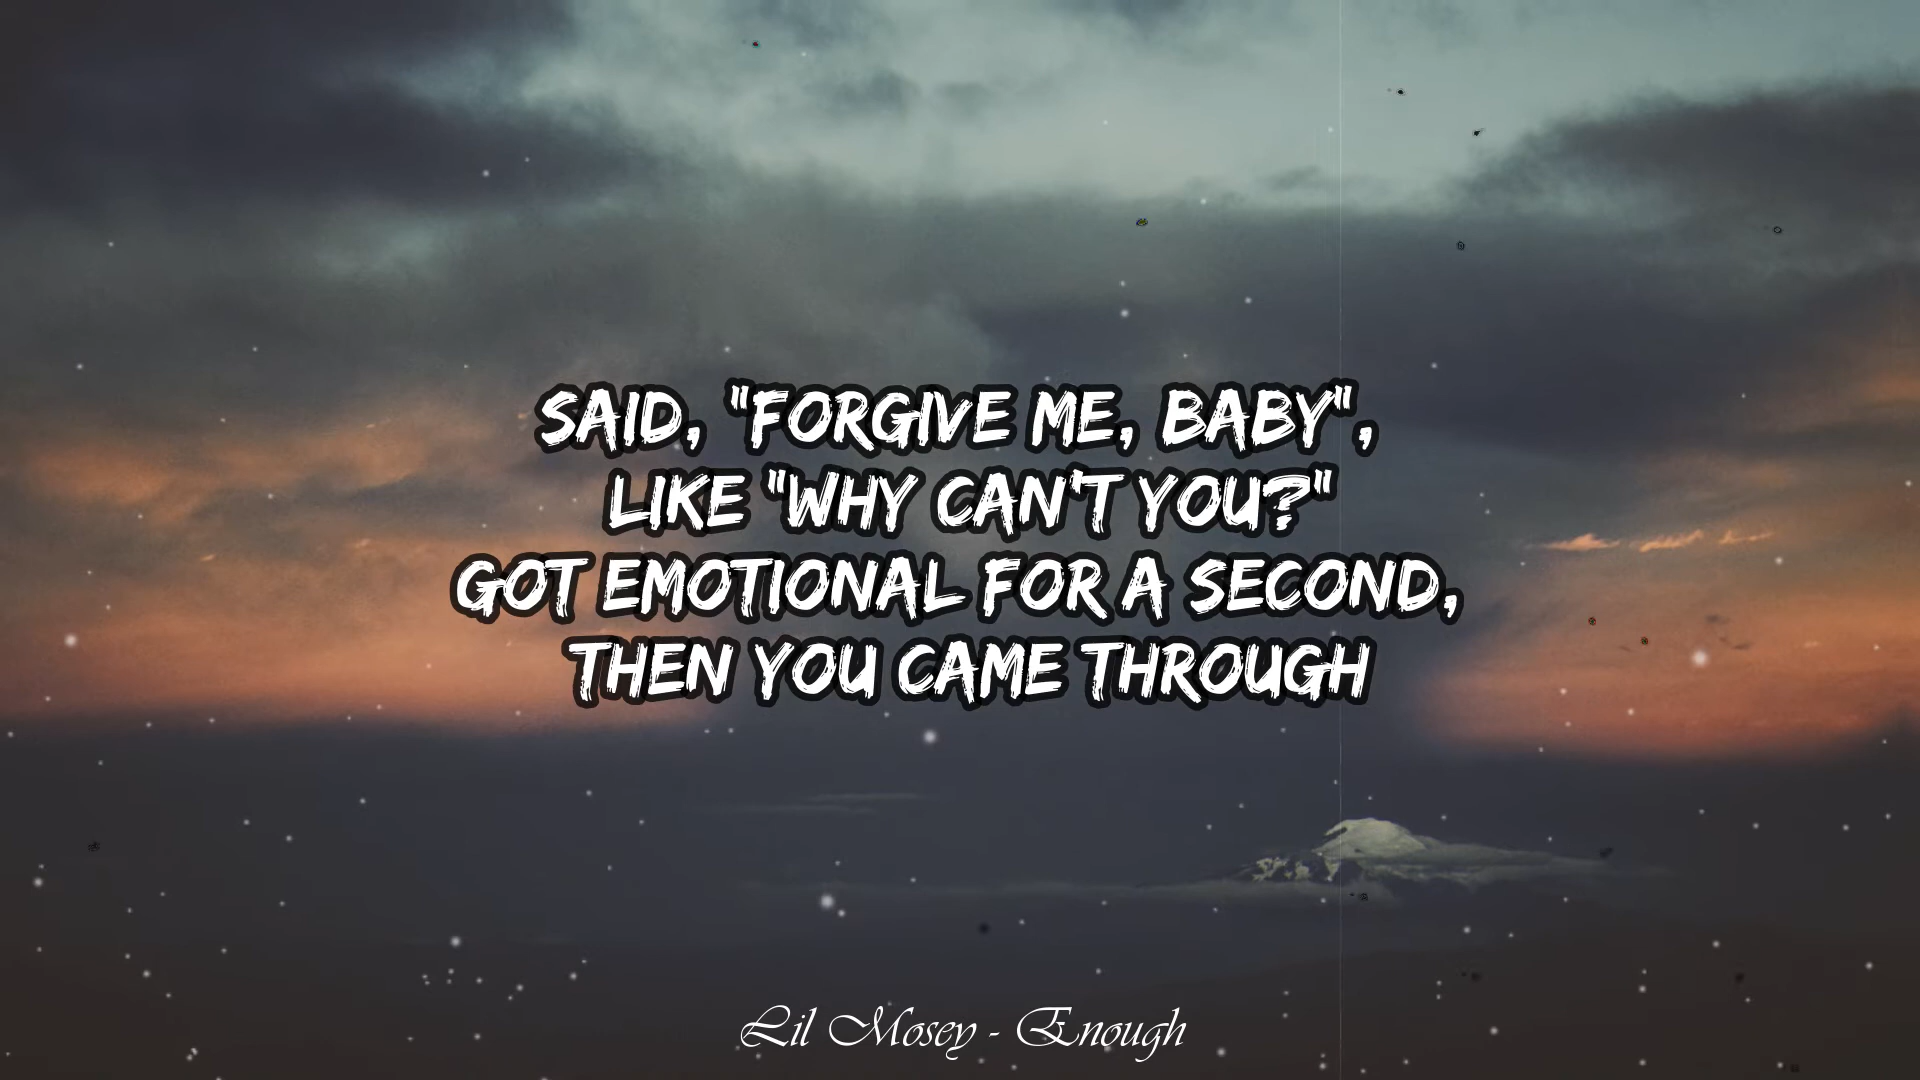 SAID, "FORGIVE ME, BABY",
LIKE "WHY CAN'T YOU?"
GOT EMOTIONAL FOR A SECOND,
THEN YOU CAME THROUGH
Lil Mosey - Enough